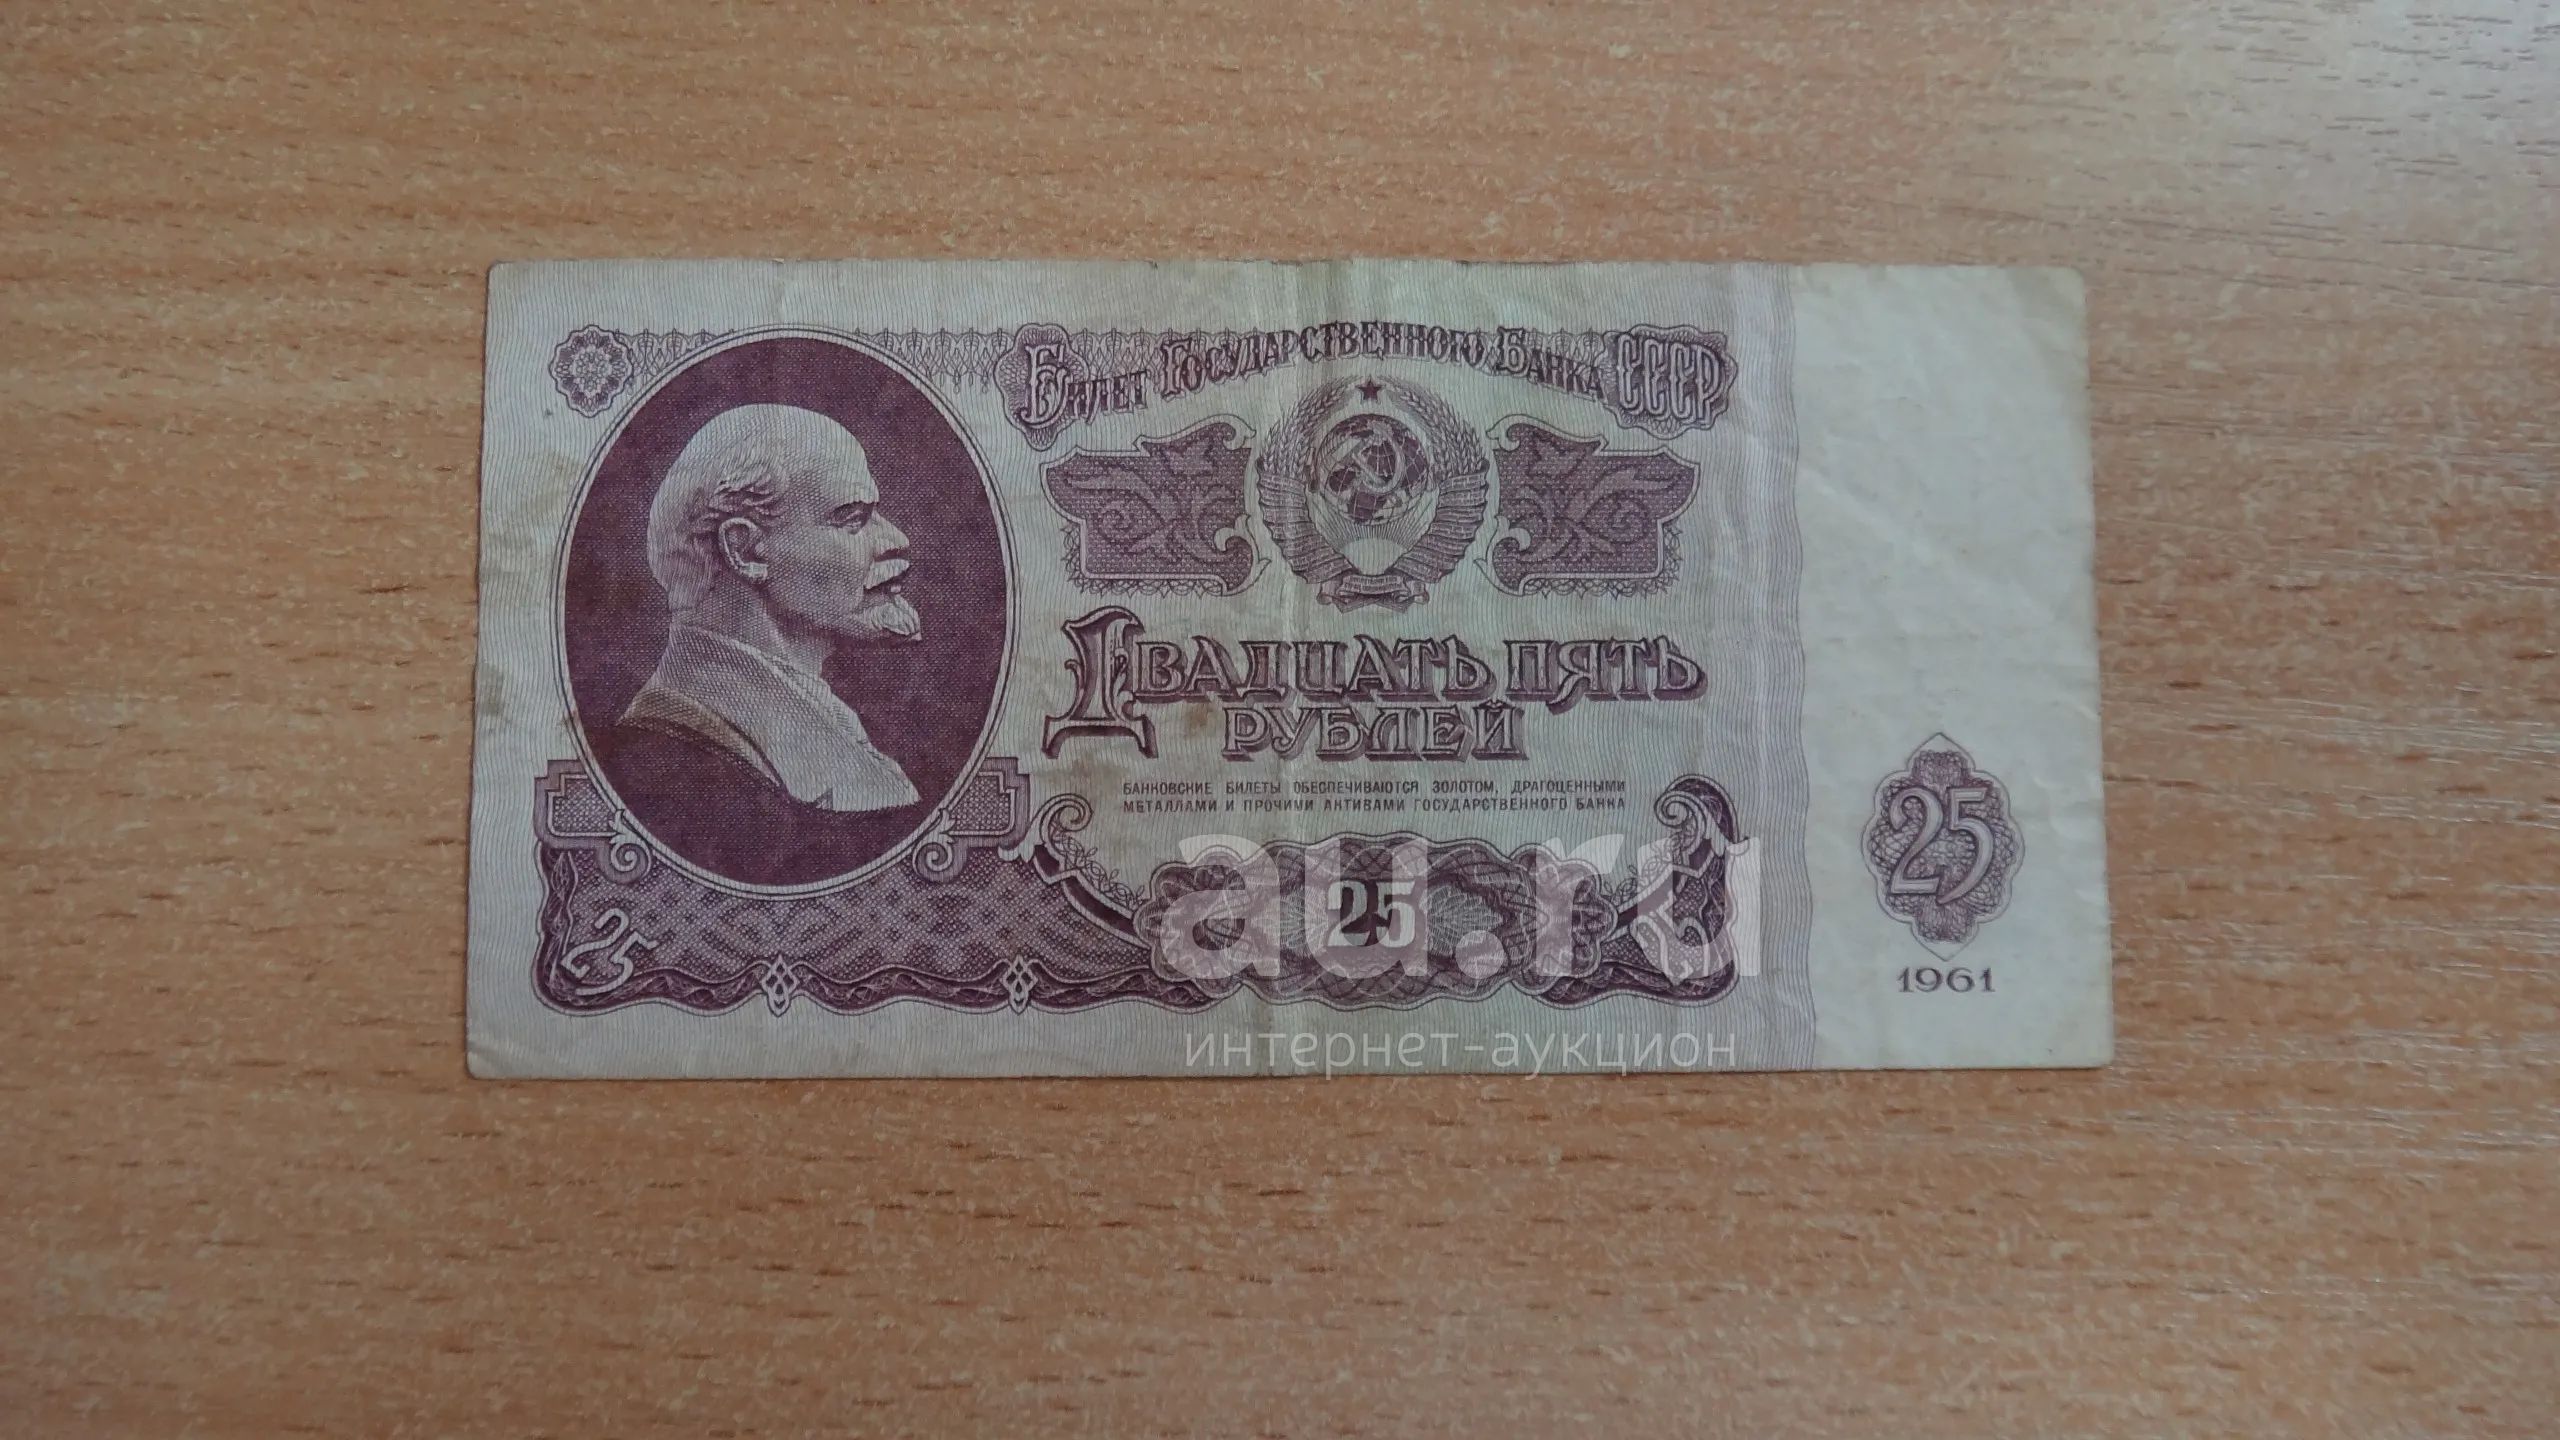 Билет Государственного Банка СССР
Двадцать пять
рублей
БАНКОВСКИЕ БИЛЕТЫ ОБЕСПЕЧИВАЮТСЯ ЗОЛОТОМ, ДРАГОЦЕННЫМИ
МЕТАЛЛАМИ И ПРОЧИМИ АКТИВАМИ ГОСУДАРСТВЕННОГО БАНКА
25
25
25
25
1961
au.ru
интернет-аукцион